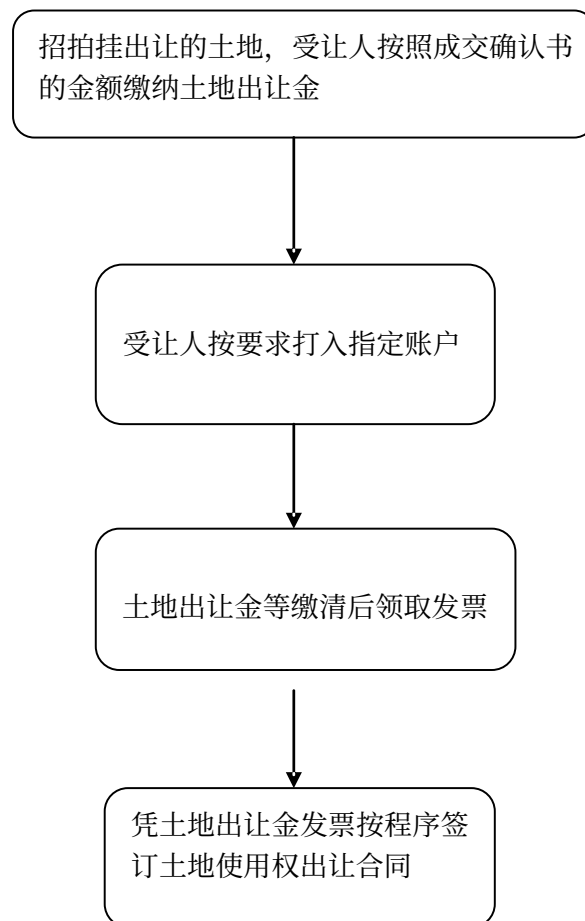 招拍挂出让的土地，受让人按照成交确认书
的金额缴纳土地出让金
受让人按要求打入指定账户
土地出让金等缴清后领取发票
凭土地出让金发票按程序签
订土地使用权出让合同